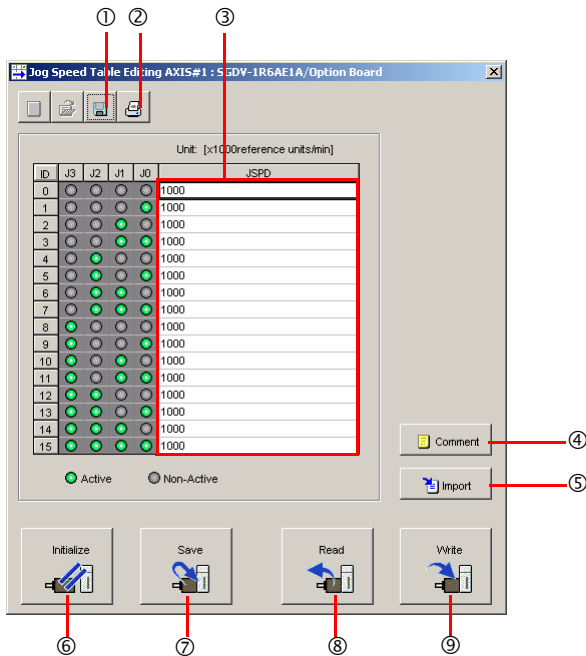 ① ② ③
Jog Speed Table Editing AXIS#1 : SGDV-1R6AE1A/Option Board
Unit: [x1000reference units/min]
ID J3 J2 J1 J0 JSPD
0 1000
1 1000
2 1000
3 1000
4 1000
5 1000
6 1000
7 1000
8 1000
9 1000
10 1000
11 1000
12 1000
13 1000
14 1000
15 1000
Comment ④
Active Non-Active
Import ⑤
Initialize Save Read Write
⑥ ⑦ ⑧ ⑨